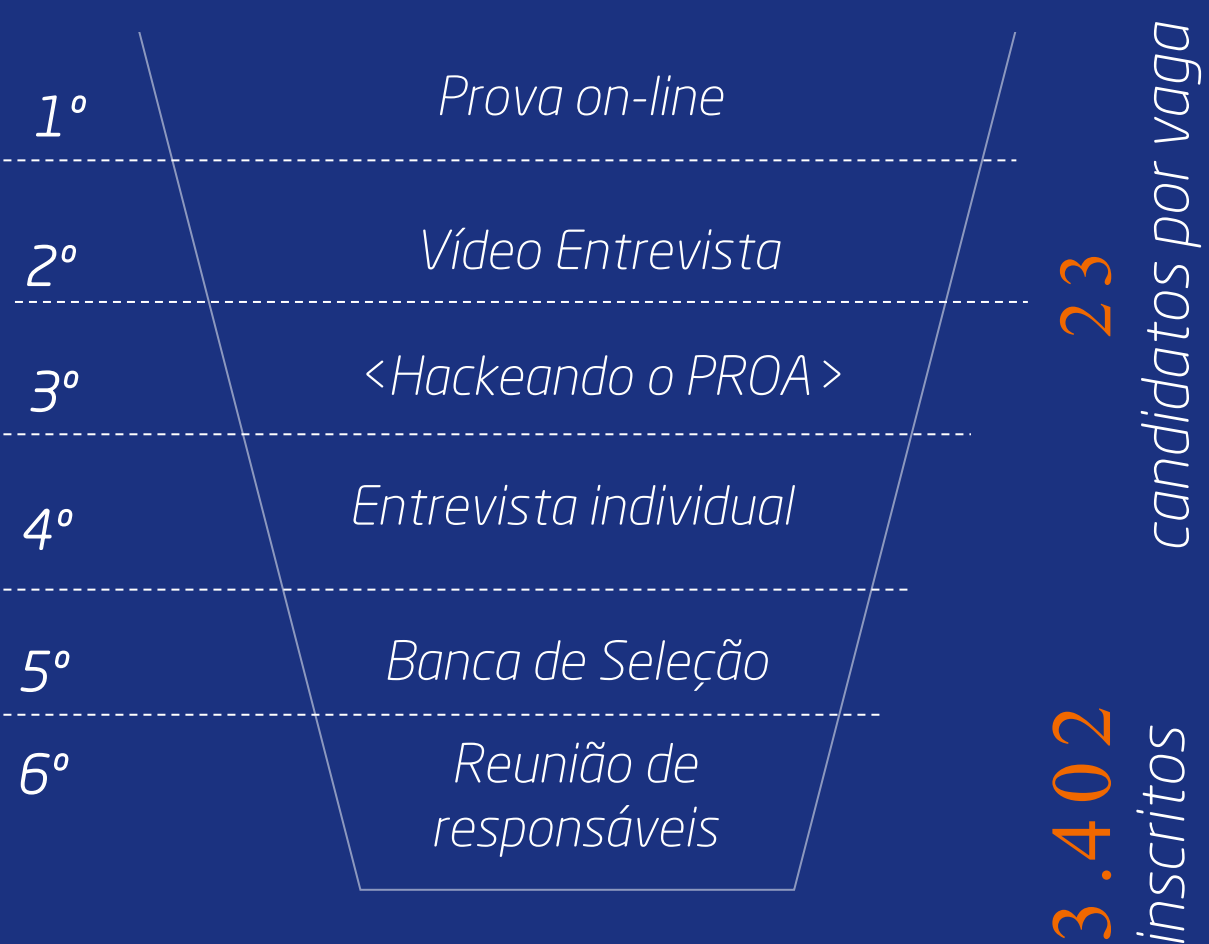 1º
Prova on-line
2º
Vídeo Entrevista
3º
<Hackeando o PROA>
4º
Entrevista individual
5º
Banca de Seleção
6º
Reunião de
responsáveis
3.402
inscritos
23
candidatos por vaga